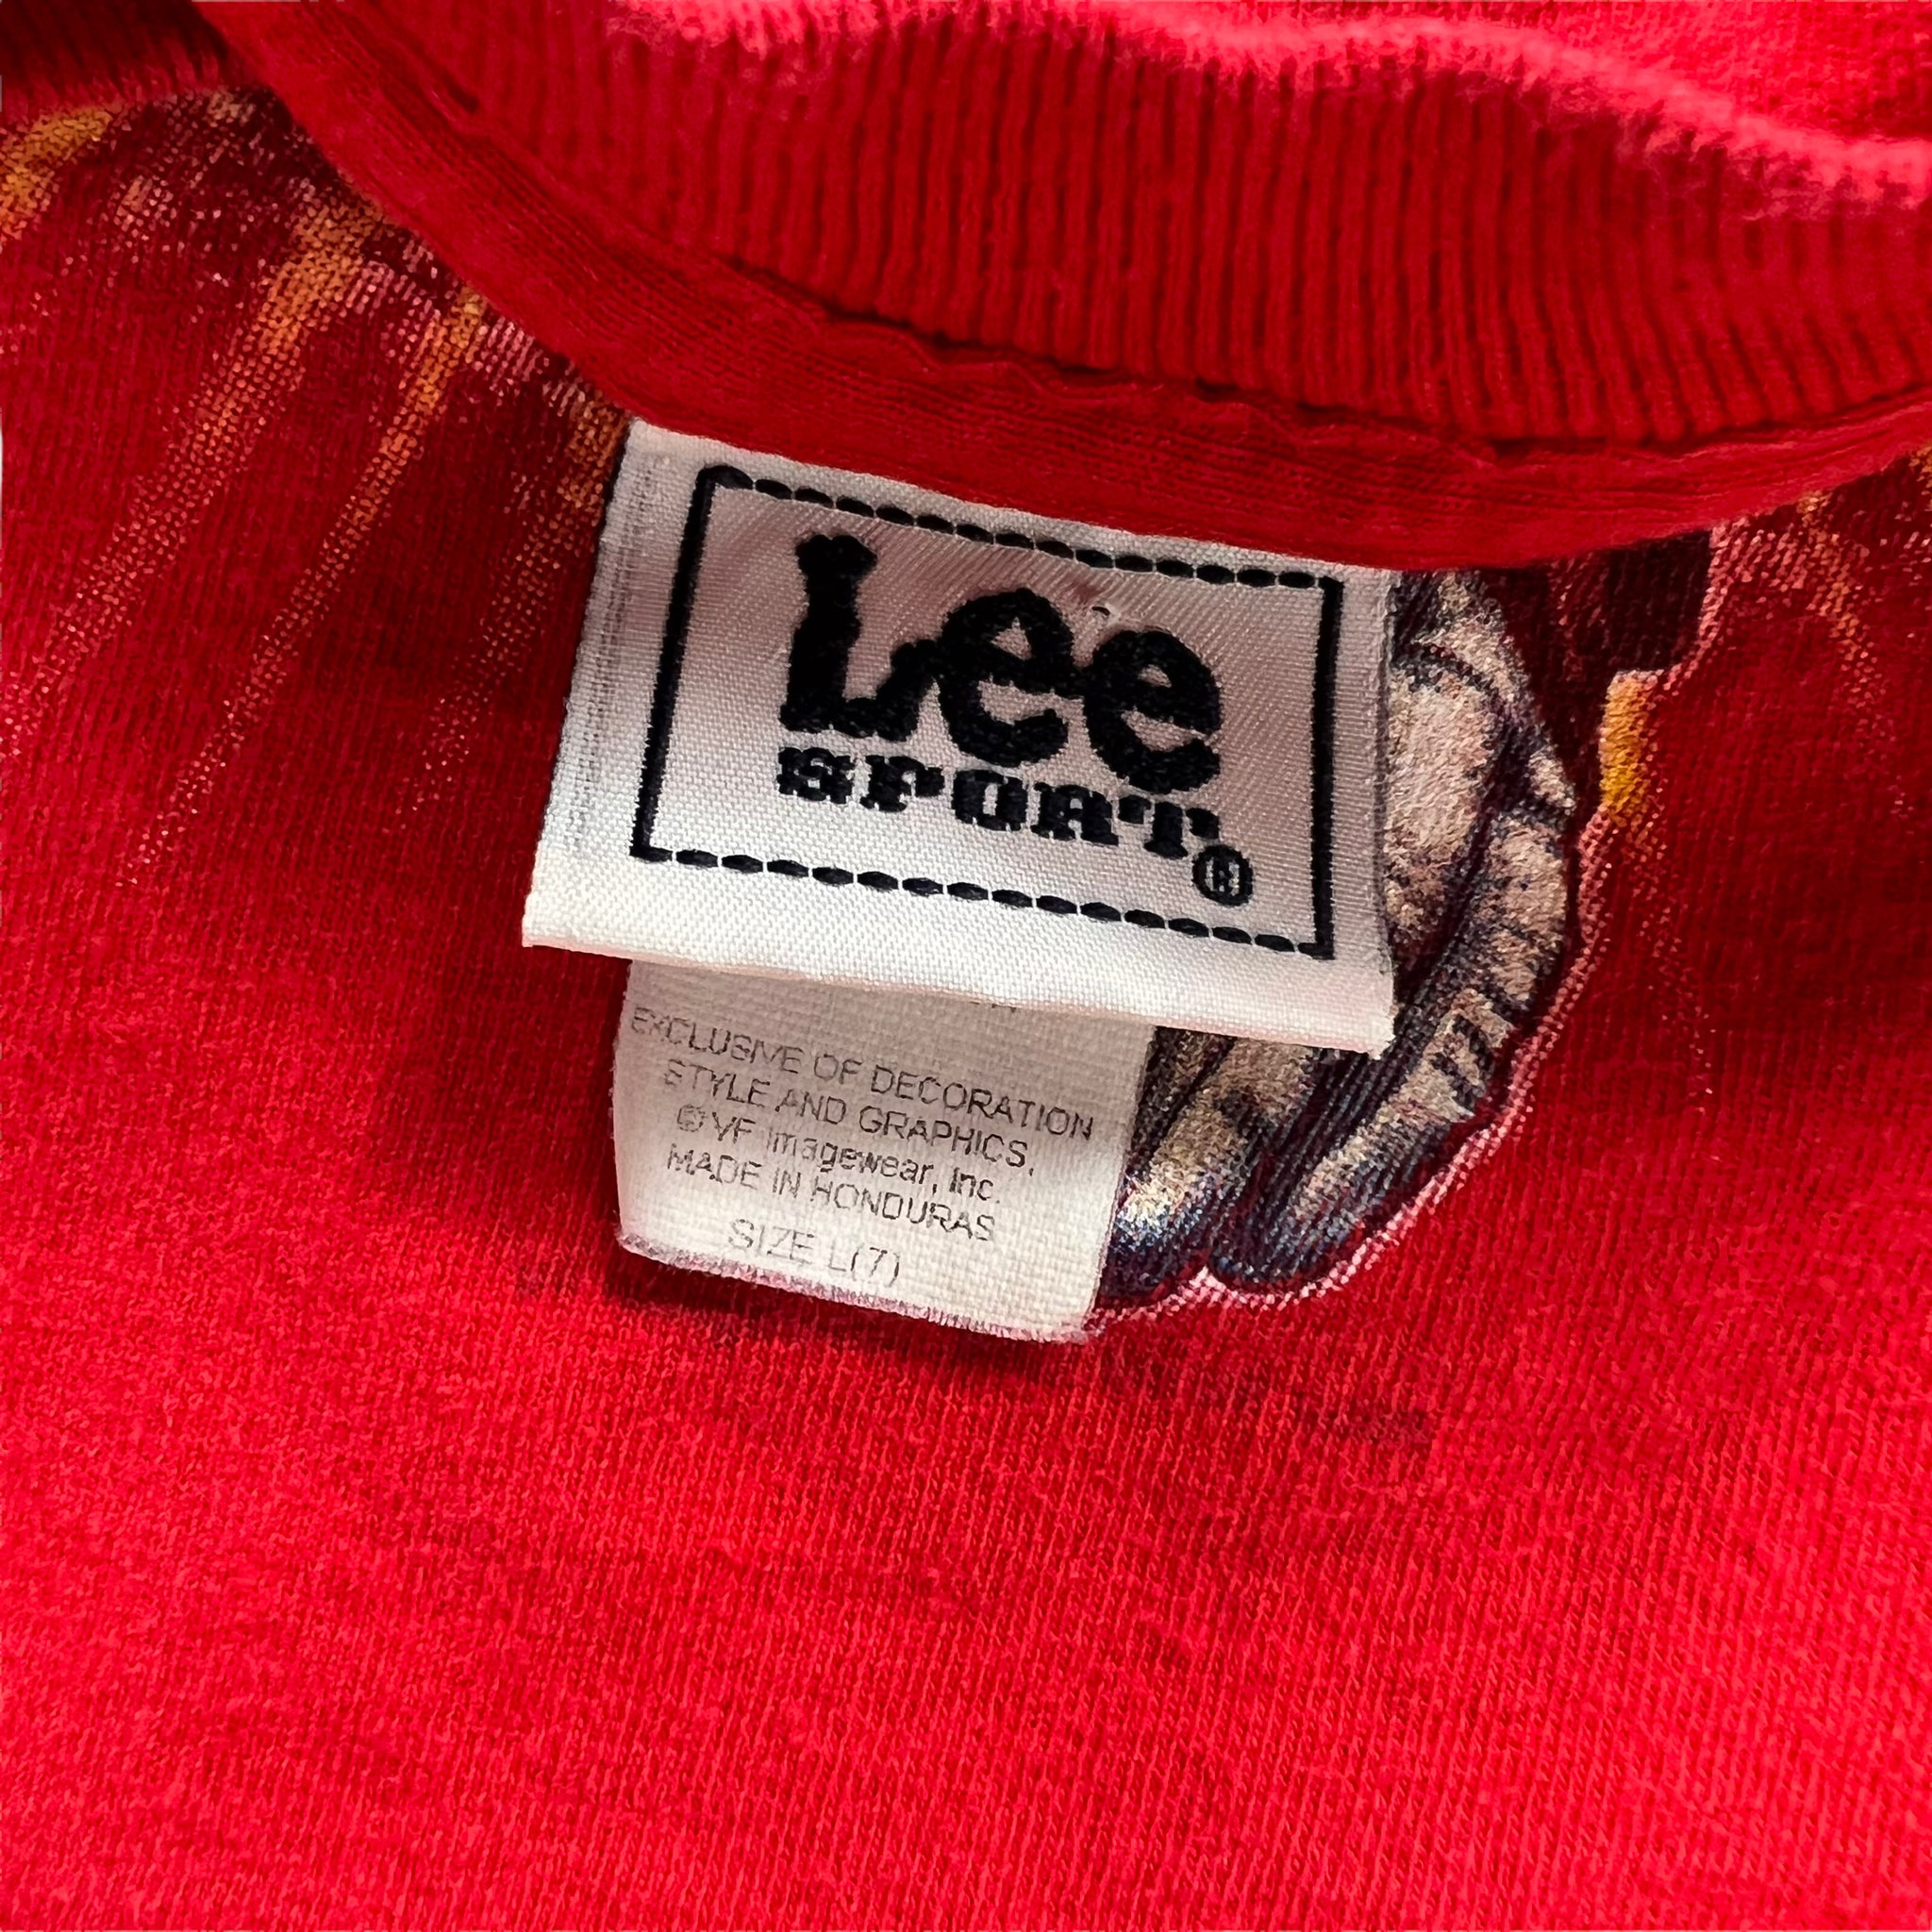 Lee
SPORT®
EXCLUSIVE OF DECORATION
STYLE AND GRAPHICS,
© VF Imagewear, Inc.
MADE IN HONDURAS
SIZE L(7)